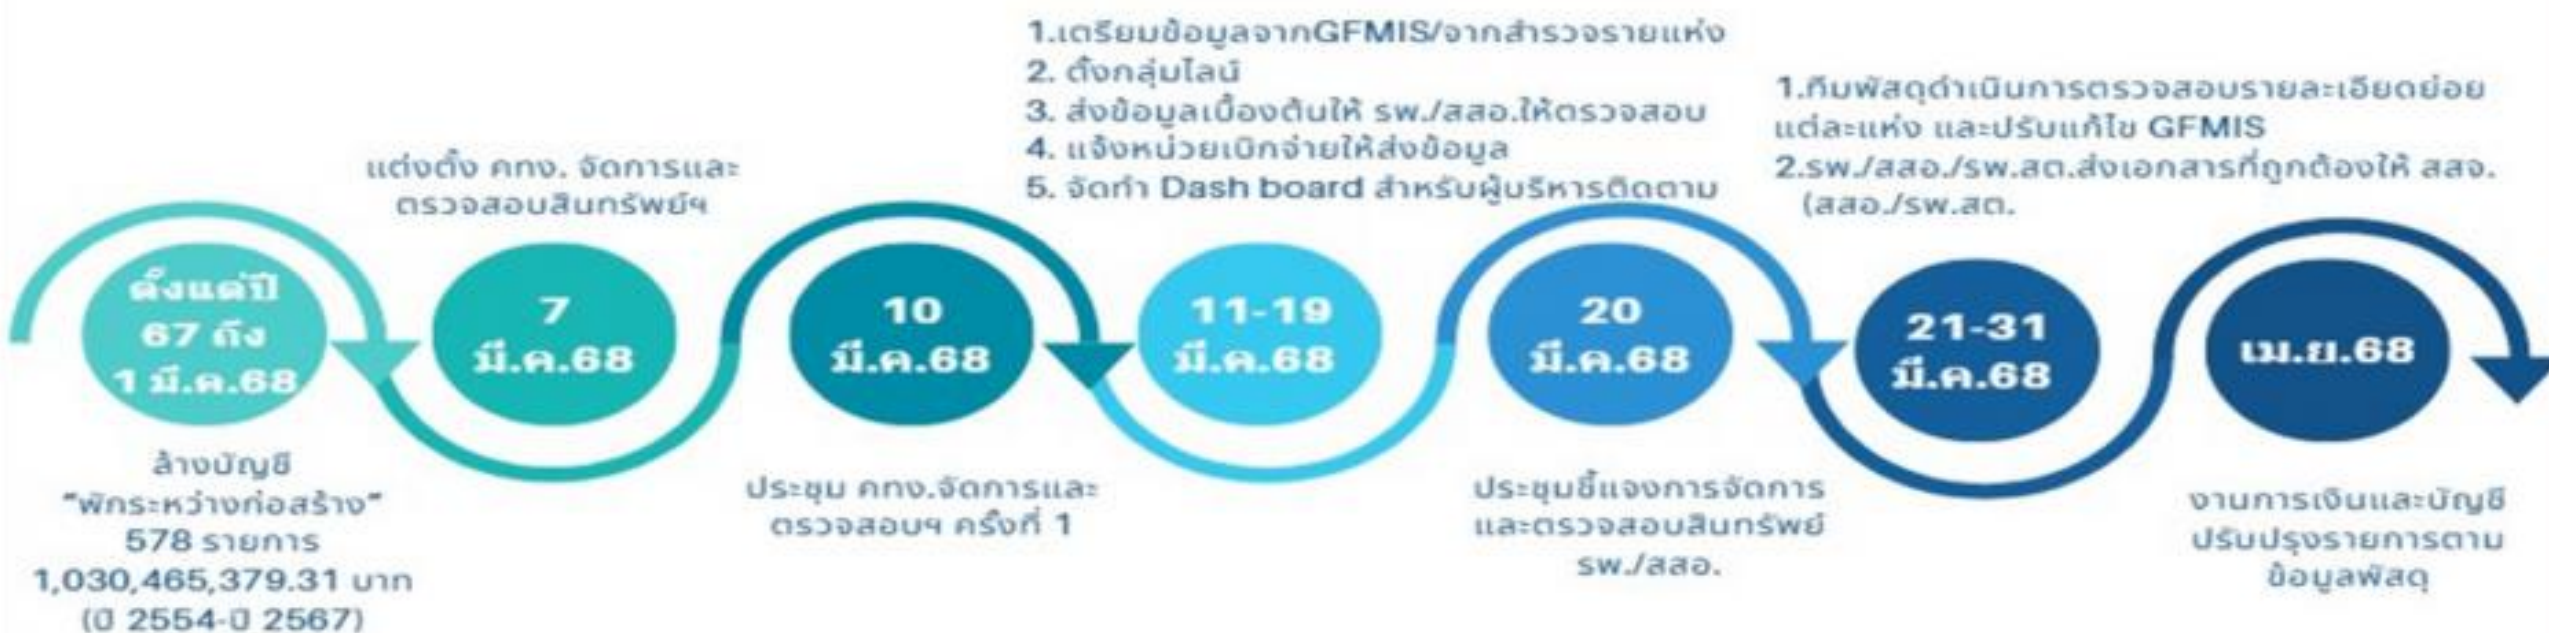 ตั้งแต่ปี
67 ถึง
1 มี.ค.68
ล้างบัญชี
"พักระหว่างก่อสร้าง"
578 รายการ
1,030,465,379.31 บาท
(ปี 2554-ปี 2567)
แต่งตั้ง คทง. จัดการและ
ตรวจสอบสินทรัพย์ฯ
7
มี.ค.68
10
มี.ค.68
ประชุม คทง.จัดการและ
ตรวจสอบฯ ครั้งที่ 1
1.เตรียมข้อมูลจากGFMIS/จากสำรวจรายแห่ง
2. ตั้งกลุ่มไลน์
3. ส่งข้อมูลเบื้องต้นให้ รพ./สสอ.ให้ตรวจสอบ
4. แจ้งหน่วยเบิกจ่ายให้ส่งข้อมูล
5. จัดทำ Dash board สำหรับผู้บริหารติดตาม
11-19
มี.ค.68
20
มี.ค.68
ประชุมชี้แจงการจัดการ
และตรวจสอบสินทรัพย์
รพ./สสอ.
1.ทีมพัสดุดำเนินการตรวจสอบรายละเอียดย่อย
แต่ละแห่ง และปรับแก้ไข GFMIS
2.รพ./สสอ./รพ.สต.ส่งเอกสารที่ถูกต้องให้ สสจ.
(สสอ./รพ.สต.
21-31
มี.ค.68
เม.ย.68
งานการเงินและบัญชี
ปรับปรุงรายการตาม
ข้อมูลพัสดุ